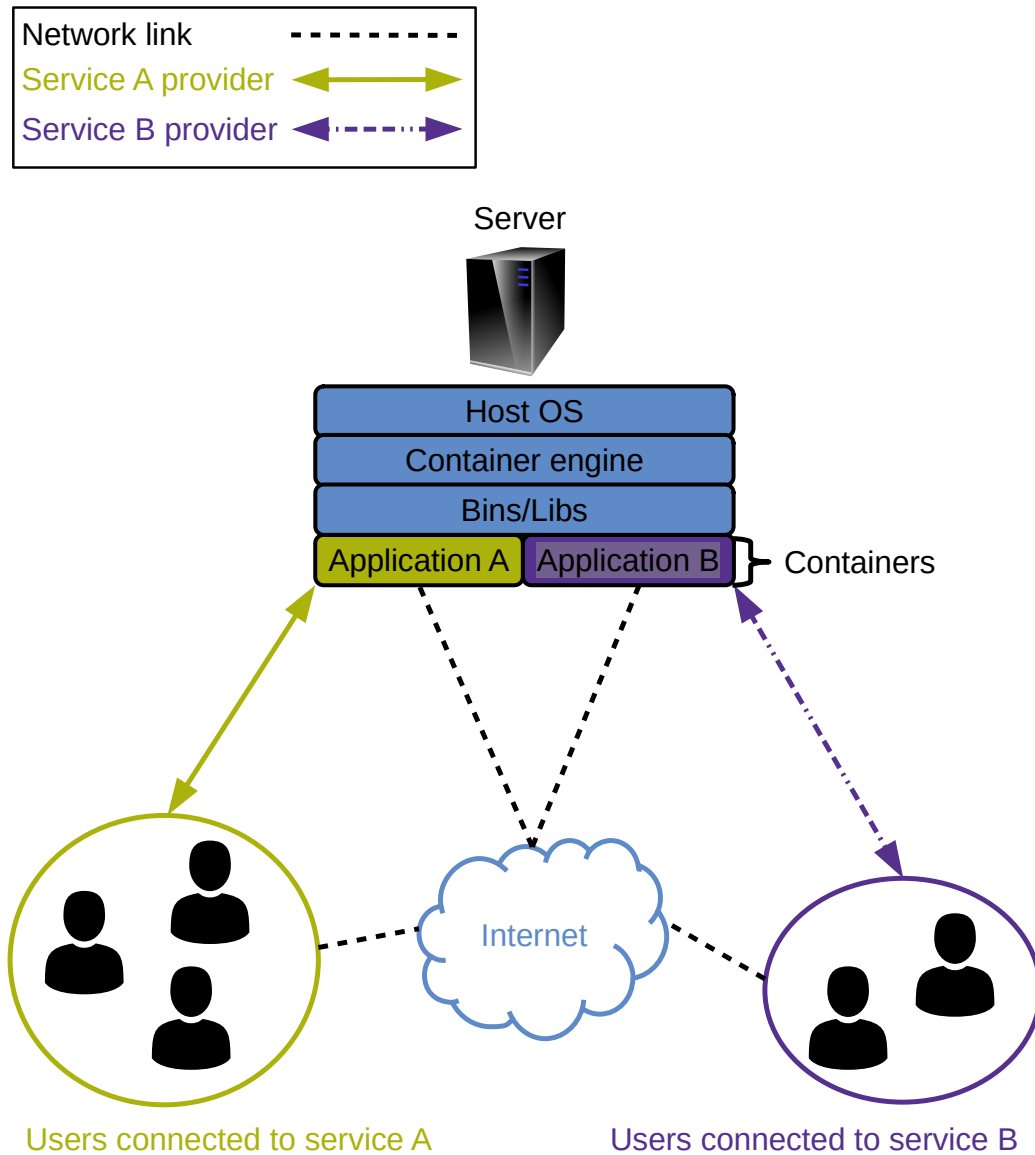 Network link
Service A provider
Service B provider
Server
Host OS
Container engine
Bins/Libs
Application A
Application B
Containers
Internet
Users connected to service A
Users connected to service B